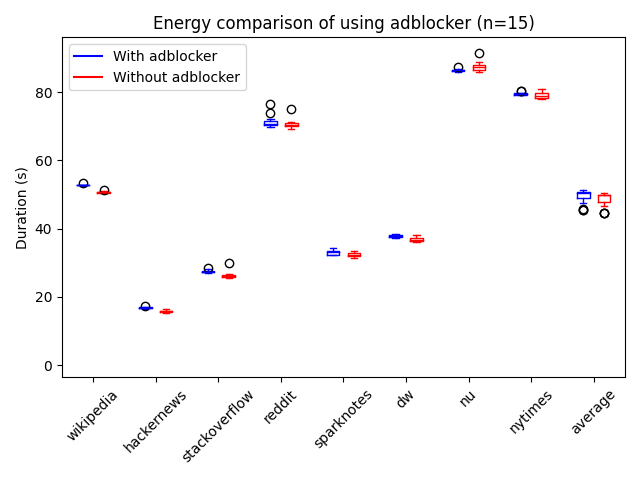 Energy comparison of using adblocker (n=15)
With adblocker
Without adblocker
Duration (s)
80
60
40
20
0
wikipedia
hackernews
stackoverflow
reddit
sparknotes
dw
nu
nytimes
average